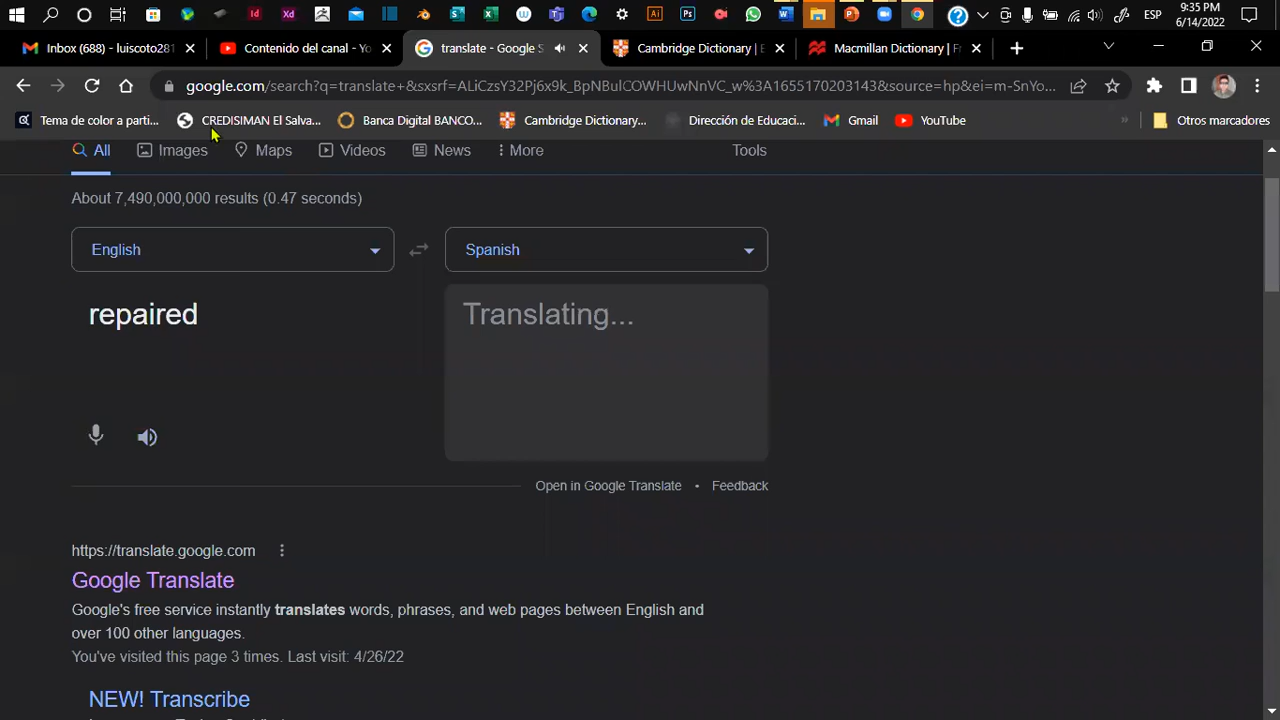 9:35 PM
ESP
6/14/2022
Inbox (688) - luiscoto281
Contenido del canal - Yo
translate - Google S
Cambridge Dictionary | E
Macmillan Dictionary | Fr
google.com/search?q=translate+&sxsrf=ALiCzsY32Pj6x9k_BpNBulCOWHUwNnVC_w%3A1655170203143&source=hp&ei=m-SnYo...
Tema de color a parti...
CREDISIMAN El Salva...
Banca Digital BANCO...
Cambridge Dictionary...
Dirección de Educaci...
Gmail
YouTube
Otros marcadores
All
Images
Maps
Videos
News
More
Tools
About 7,490,000,000 results (0.47 seconds)
English
Spanish
repaired
Translating...
Open in Google Translate • Feedback
https://translate.google.com
Google Translate
Google's free service instantly translates words, phrases, and web pages between English and
over 100 other languages.
You've visited this page 3 times. Last visit: 4/26/22
NEW! Transcribe